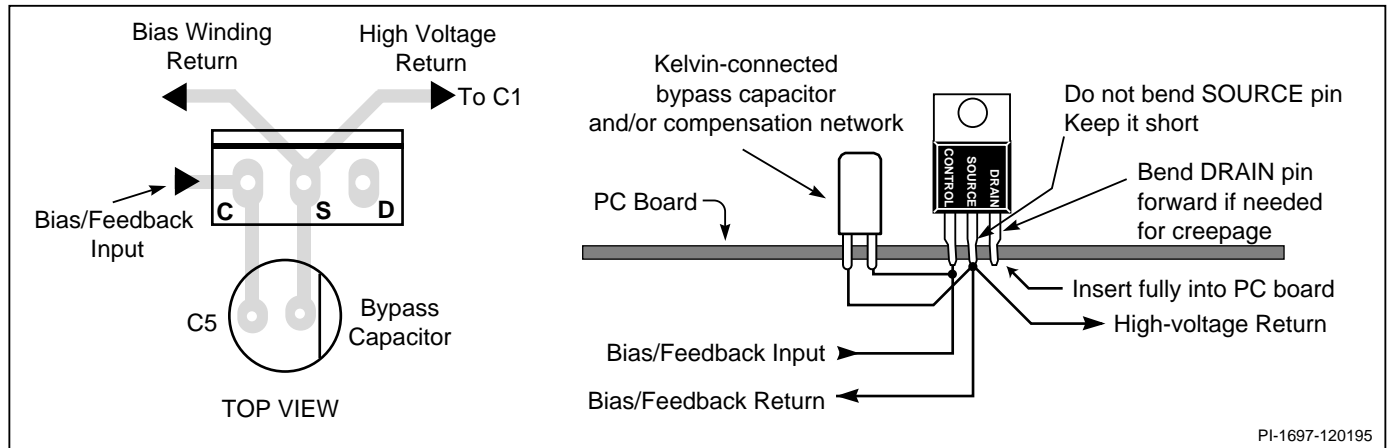 Bias Winding
Return
High Voltage
Return
To C1
Bias/Feedback
Input
C
S
D
C5
Bypass
Capacitor
TOP VIEW
Kelvin-connected
bypass capacitor
and/or compensation network
PC Board
CONTROL
SOURCE
DRAIN
Do not bend SOURCE pin
Keep it short
Bend DRAIN pin
forward if needed
for creepage
Insert fully into PC board
High-voltage Return
Bias/Feedback Input
Bias/Feedback Return
PI-1697-120195